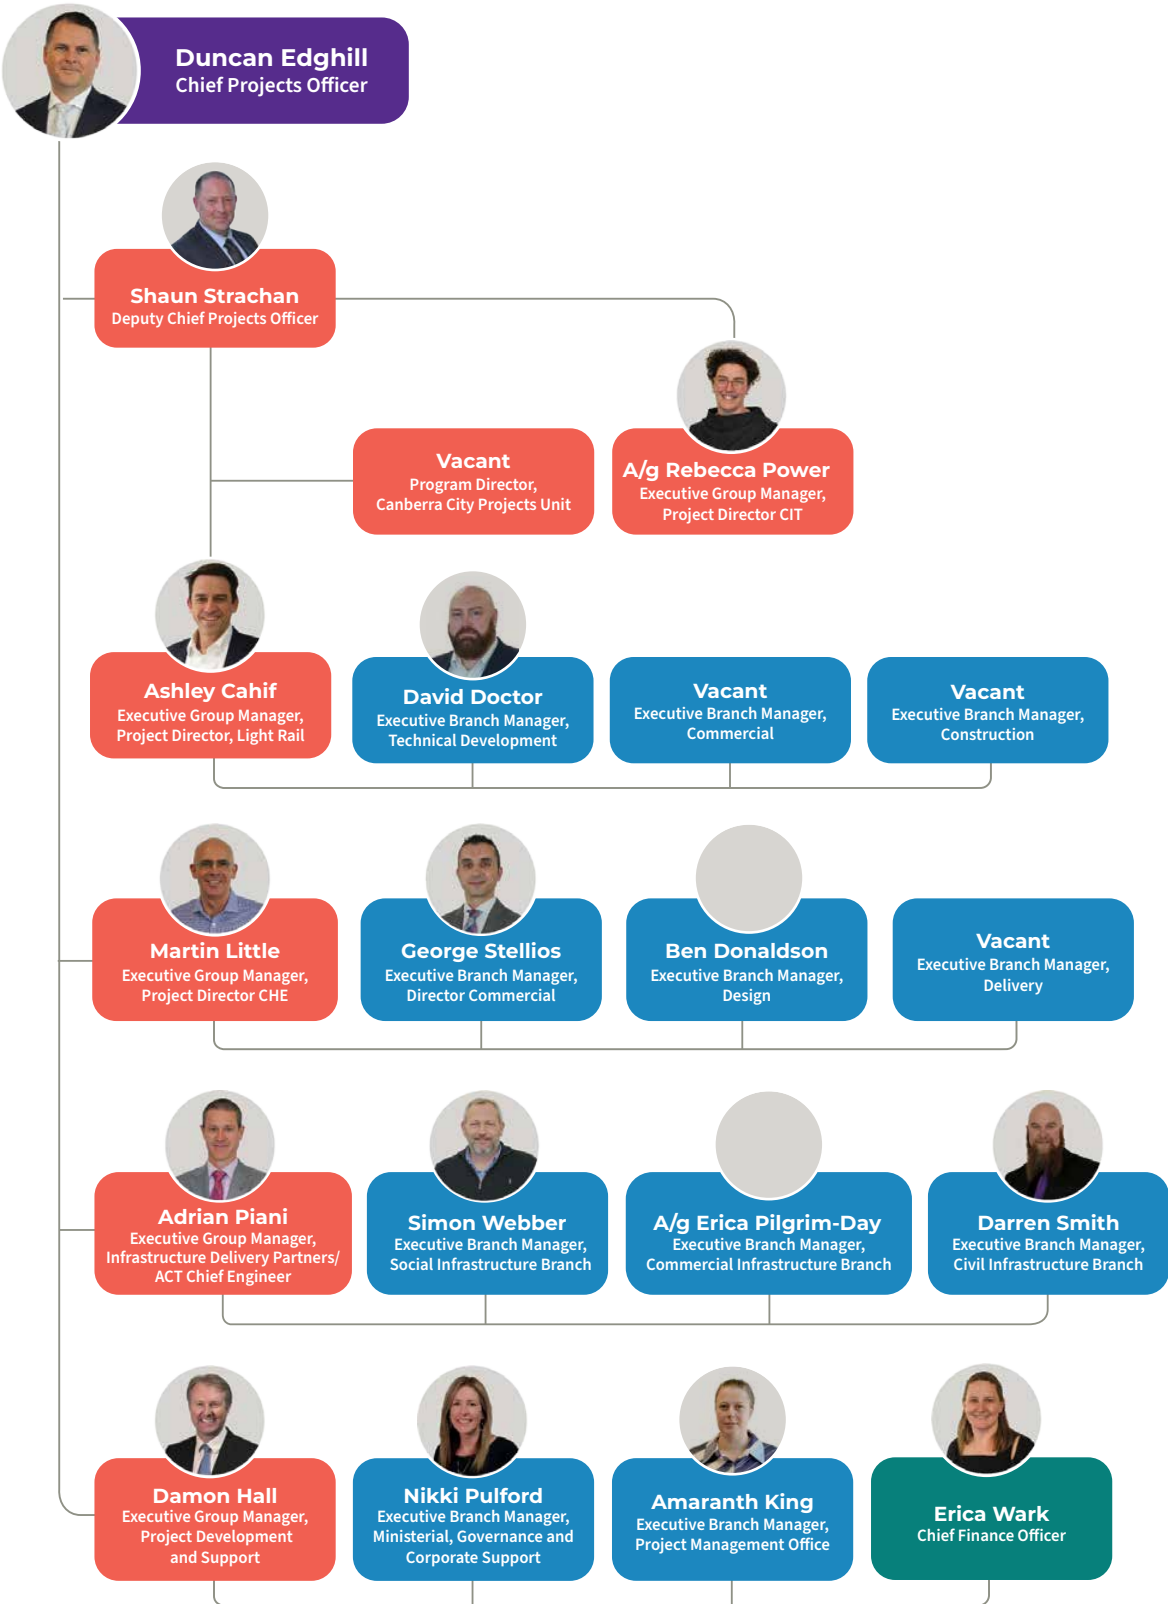 Duncan Edghill
Chief Projects Officer
Shaun Strachan
Deputy Chief Projects Officer
Vacant
Program Director,
Canberra City Projects Unit
A/g Rebecca Power
Executive Group Manager,
Project Director CIT
Ashley Cahif
Executive Group Manager,
Project Director, Light Rail
David Doctor
Executive Branch Manager,
Technical Development
Vacant
Executive Branch Manager,
Commercial
Vacant
Executive Branch Manager,
Construction
Martin Little
Executive Group Manager,
Project Director CHE
George Stellios
Executive Branch Manager,
Director Commercial
Ben Donaldson
Executive Branch Manager,
Design
Vacant
Executive Branch Manager,
Delivery
Adrian Piani
Executive Group Manager,
Infrastructure Delivery Partners/
ACT Chief Engineer
Simon Webber
Executive Branch Manager,
Social Infrastructure Branch
A/g Erica Pilgrim-Day
Executive Branch Manager,
Commercial Infrastructure Branch
Darren Smith
Executive Branch Manager,
Civil Infrastructure Branch
Damon Hall
Executive Group Manager,
Project Development
and Support
Nikki Pulford
Executive Branch Manager,
Ministerial, Governance and
Corporate Support
Amaranth King
Executive Branch Manager,
Project Management Office
Erica Wark
Chief Finance Officer